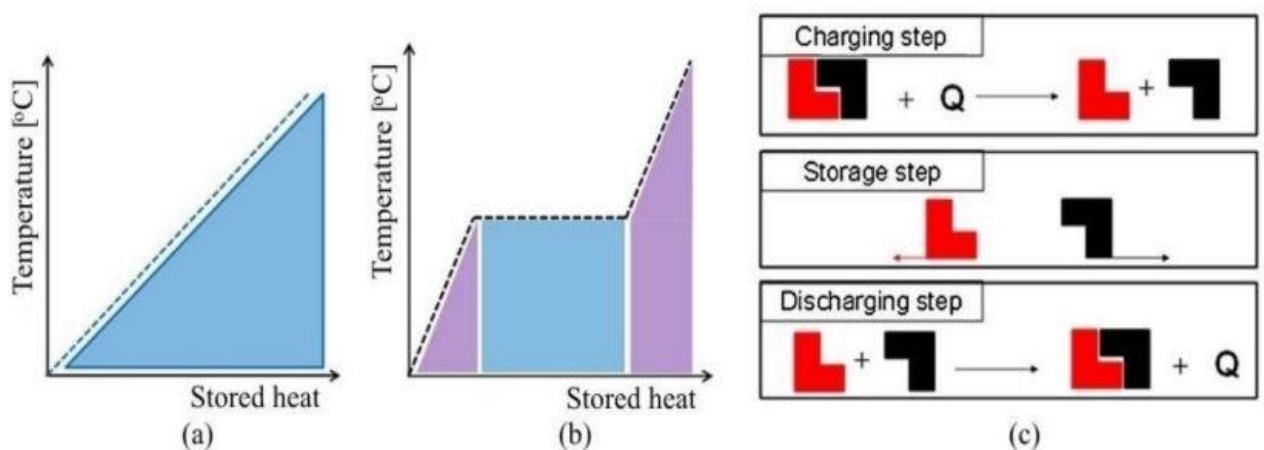 Temperature [°C]
Stored heat
(a)
Temperature [°C]
Stored heat
(b)
Charging step
+ Q → +
Storage step
Discharging step
+ → + Q
(c)